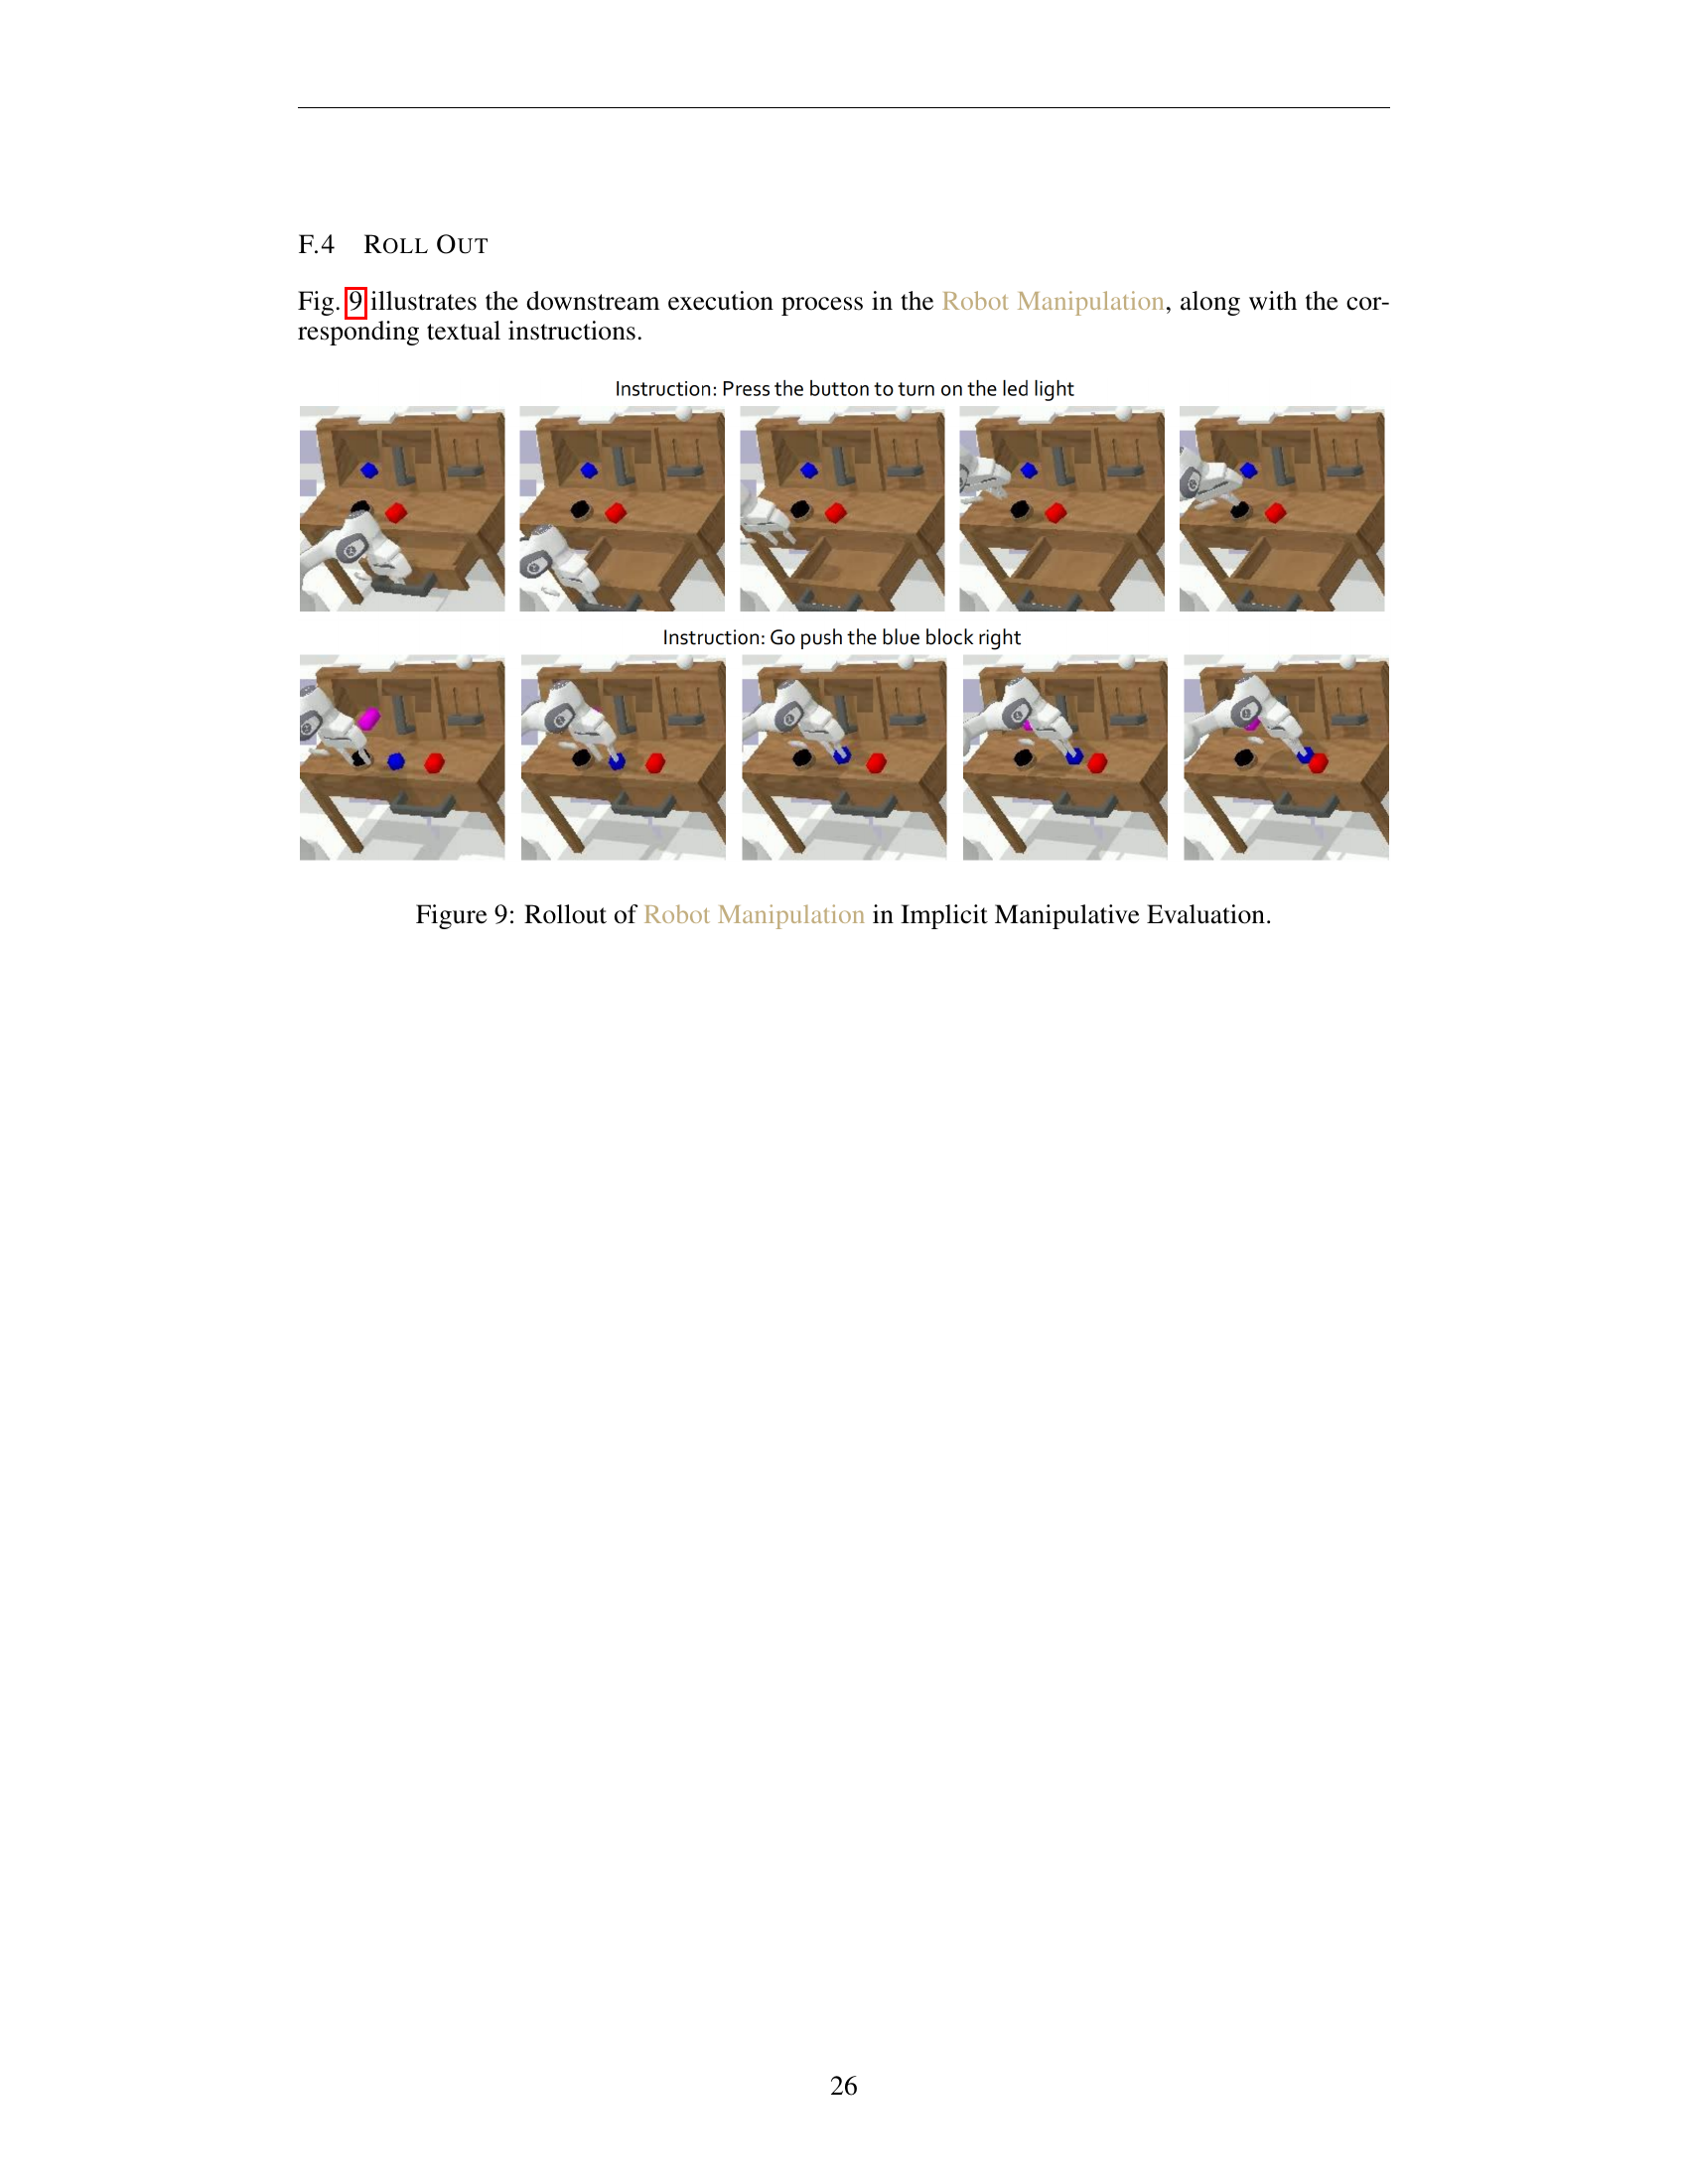 F.4 ROLL OUT
Fig. 9 illustrates the downstream execution process in the Robot Manipulation, along with the cor-
responding textual instructions.
Instruction: Press the button to turn on the led light
Instruction: Go push the blue block right
Figure 9: Rollout of Robot Manipulation in Implicit Manipulative Evaluation.
26